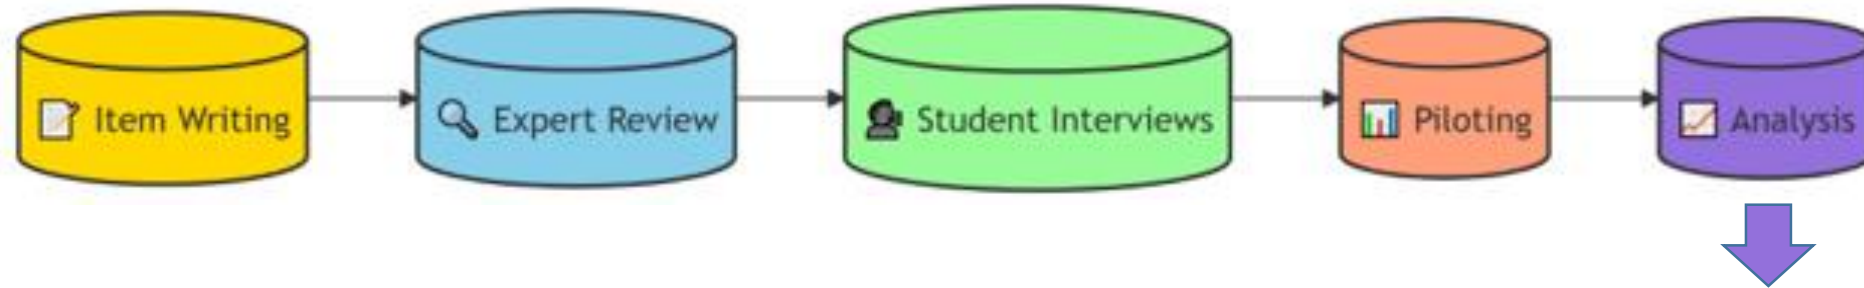 Item Writing
Expert Review
Student Interviews
Piloting
Analysis